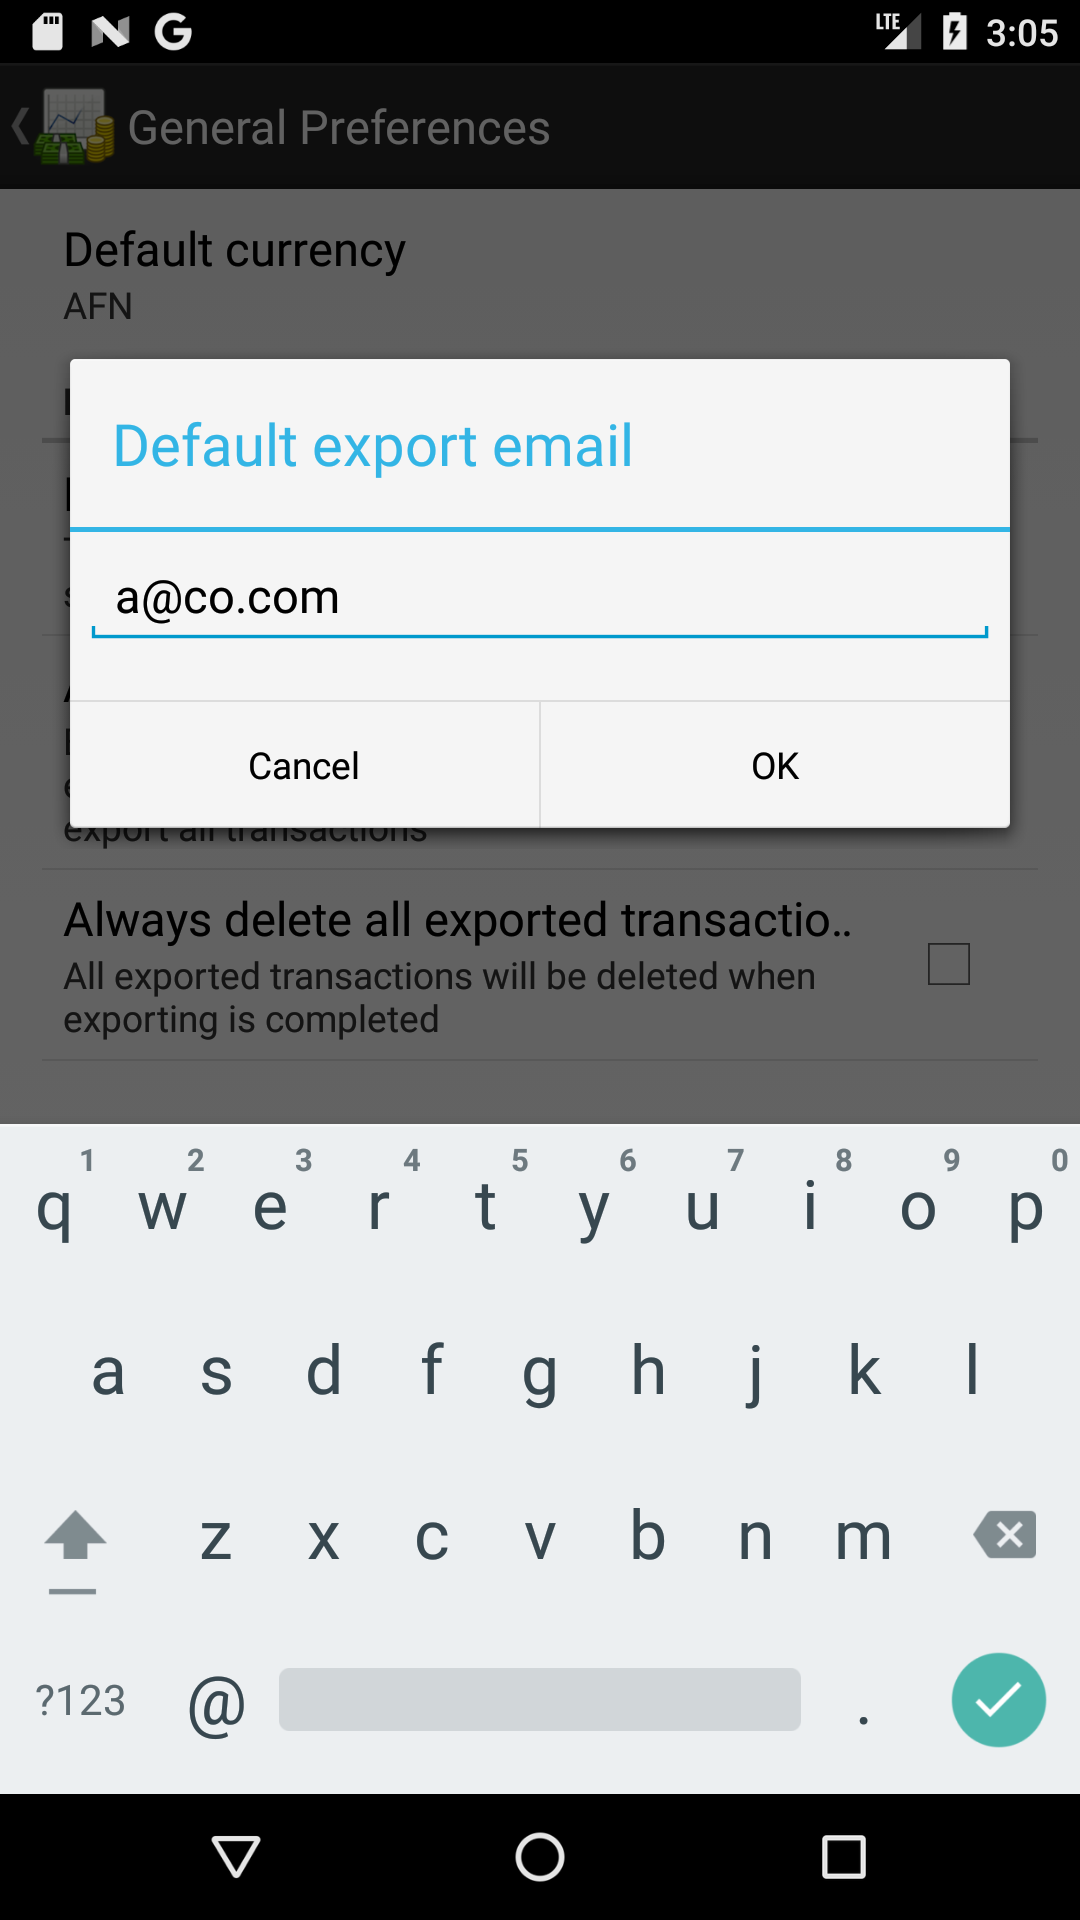 LTE 3:05
General Preferences
Default currency
AFN
Default export email
a@co.com
Cancel OK
export all transactions
Always delete all exported transactio..
All exported transactions will be deleted when
exporting is completed
1 2 3 4 5 6 7 8 9 0
q w e r t y u i o p
a s d f g h j k l
z x c v b n m
?123 @ .